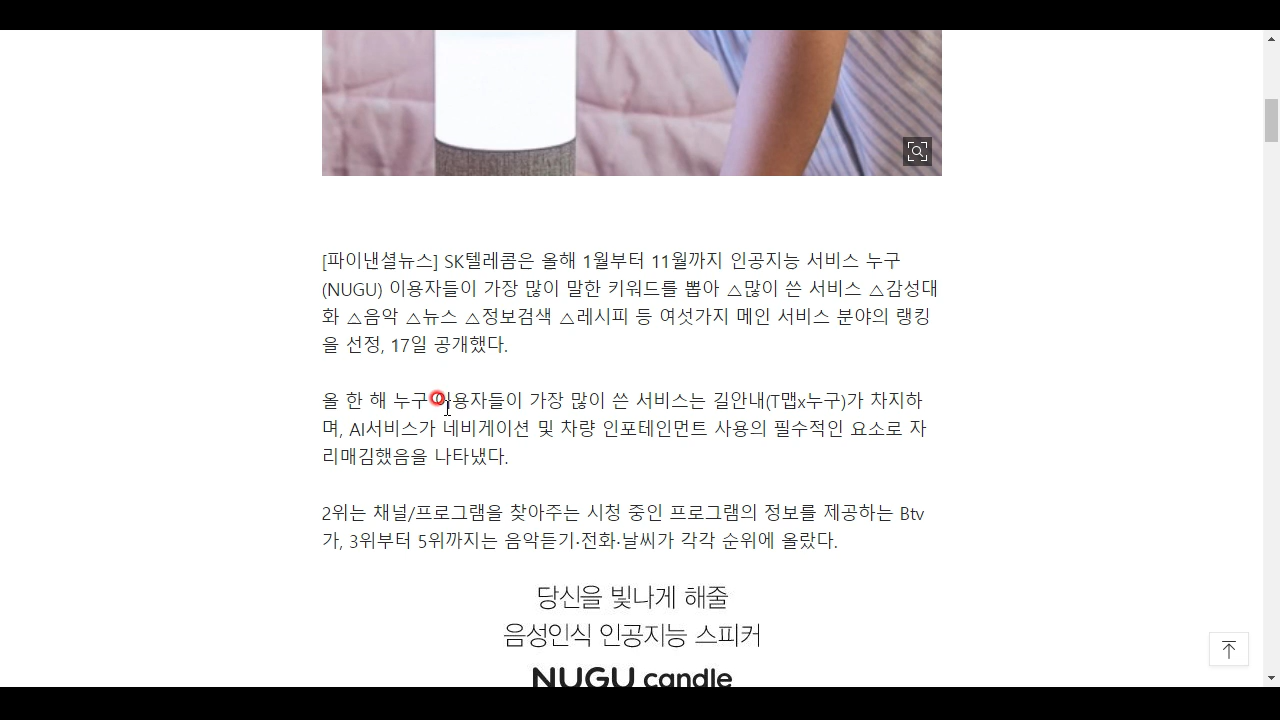 [파이낸셜뉴스] SK텔레콤은 올해 1월부터 11월까지 인공지능 서비스 누구
(NUGU) 이용자들이 가장 많이 말한 키워드를 뽑아 △많이 쓴 서비스 △감성대
화 △음악 △뉴스 △정보검색 △레시피 등 여섯가지 메인 서비스 분야의 랭킹
을 선정, 17일 공개했다.
올 한 해 누구 이용자들이 가장 많이 쓴 서비스는 길안내(T맵x누구)가 차지하
며, AI서비스가 네비게이션 및 차량 인포테인먼트 사용의 필수적인 요소로 자
리매김했음을 나타냈다.
2위는 채널/프로그램을 찾아주는 시청 중인 프로그램의 정보를 제공하는 Btv
가, 3위부터 5위까지는 음악듣기·전화·날씨가 각각 순위에 올랐다.
당신을 빛나게 해줄
음성인식 인공지능 스피커
NUGU candle